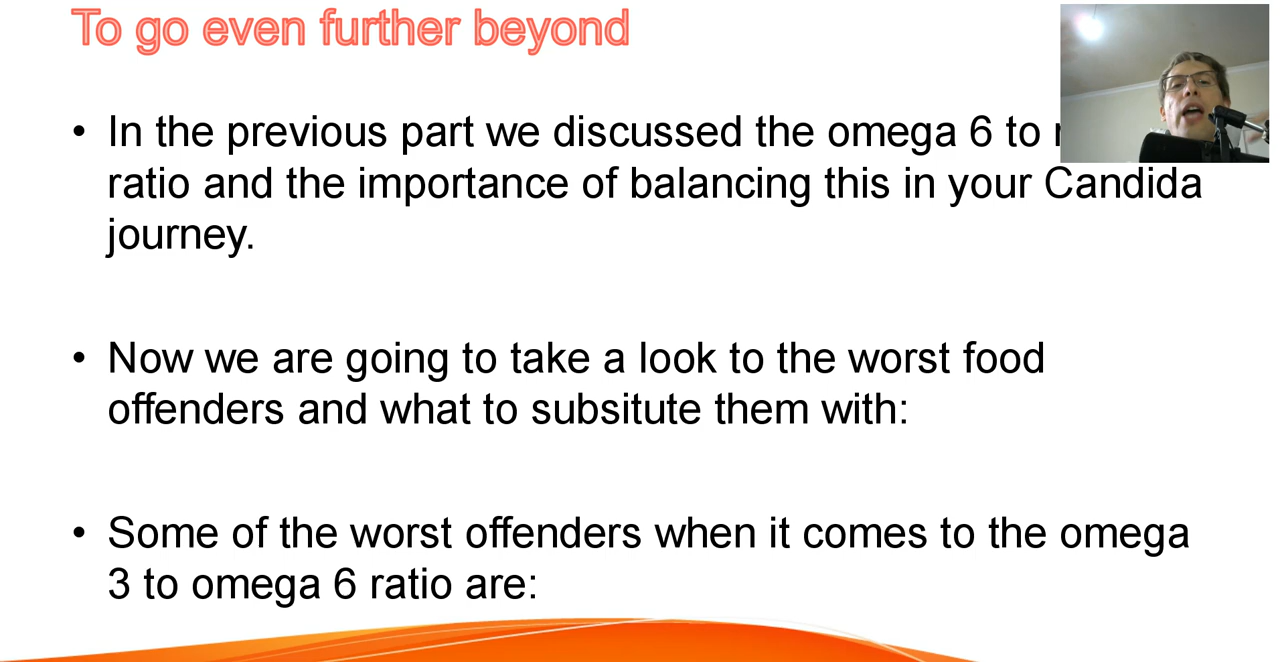 To go even further beyond
• In the previous part we discussed the omega 6 to
ratio and the importance of balancing this in your Candida
journey.
• Now we are going to take a look to the worst food
offenders and what to subsitute them with:
• Some of the worst offenders when it comes to the omega
3 to omega 6 ratio are: